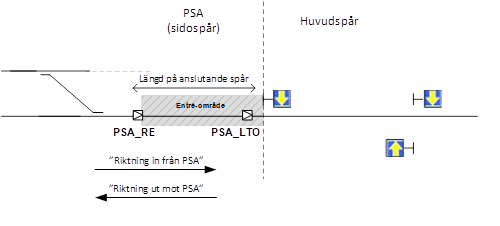 PSA
(sidospår)
Huvudspår
Längd på anslutande spår
Entré-område
PSA_RE
PSA_LTO
"Riktning in från PSA"
"Riktning ut mot PSA"